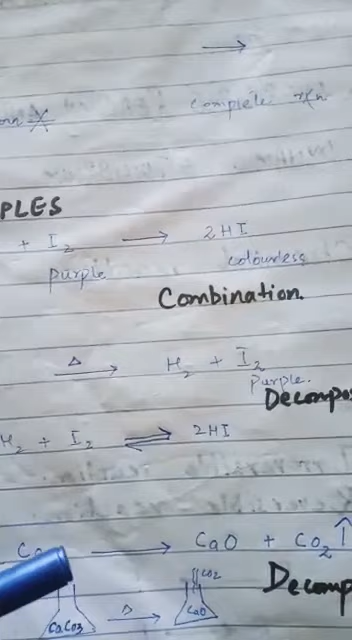 →
complete rxn
PLES
+ I₂ → 2HI
purple colourless
Combination.
Δ → H₂ + I₂
Purple.
Decompos
H₂ + I₂ ⇌ 2HI
Ca → CaO + CO₂ ↑
Decomp
CO₂
CaCO₃ Δ → CaO